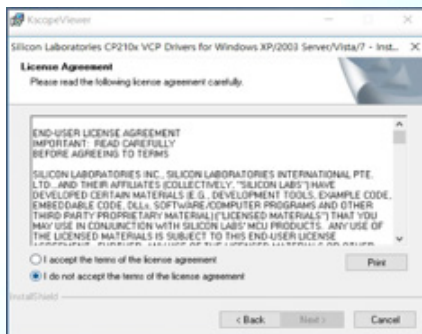 KscopeViewer
Silicon Laboratories CP210x VCP Drivers for Windows XP/2003 Server/Vista/7 - Inst...
License Agreement
Please read the following license agreement carefully.
END-USER LICENSE AGREEMENT
IMPORTANT: READ CAREFULLY
BEFORE AGREEING TO TERMS
SILICON LABORATORIES INC., SILICON LABORATORIES INTERNATIONAL PTE.
LTD., AND THEIR AFFILIATES (COLLECTIVELY, "SILICON LABS") HAVE
DEVELOPED CERTAIN MATERIALS (E.G., DEVELOPMENT TOOLS, EXAMPLE CODE,
EMBEDDABLE CODE, DLLs, SOFTWARE/COMPUTER PROGRAMS AND OTHER
THIRD PARTY PROPRIETARY MATERIAL) ("LICENSED MATERIALS") THAT YOU
MAY USE IN CONJUNCTION WITH SILICON LABS' MCU PRODUCTS. ANY USE OF
THE LICENSED MATERIALS IS SUBJECT TO THIS END-USER LICENSE
I accept the terms of the license agreement
Print
I do not accept the terms of the license agreement
InstallShield
< Back
Next >
Cancel